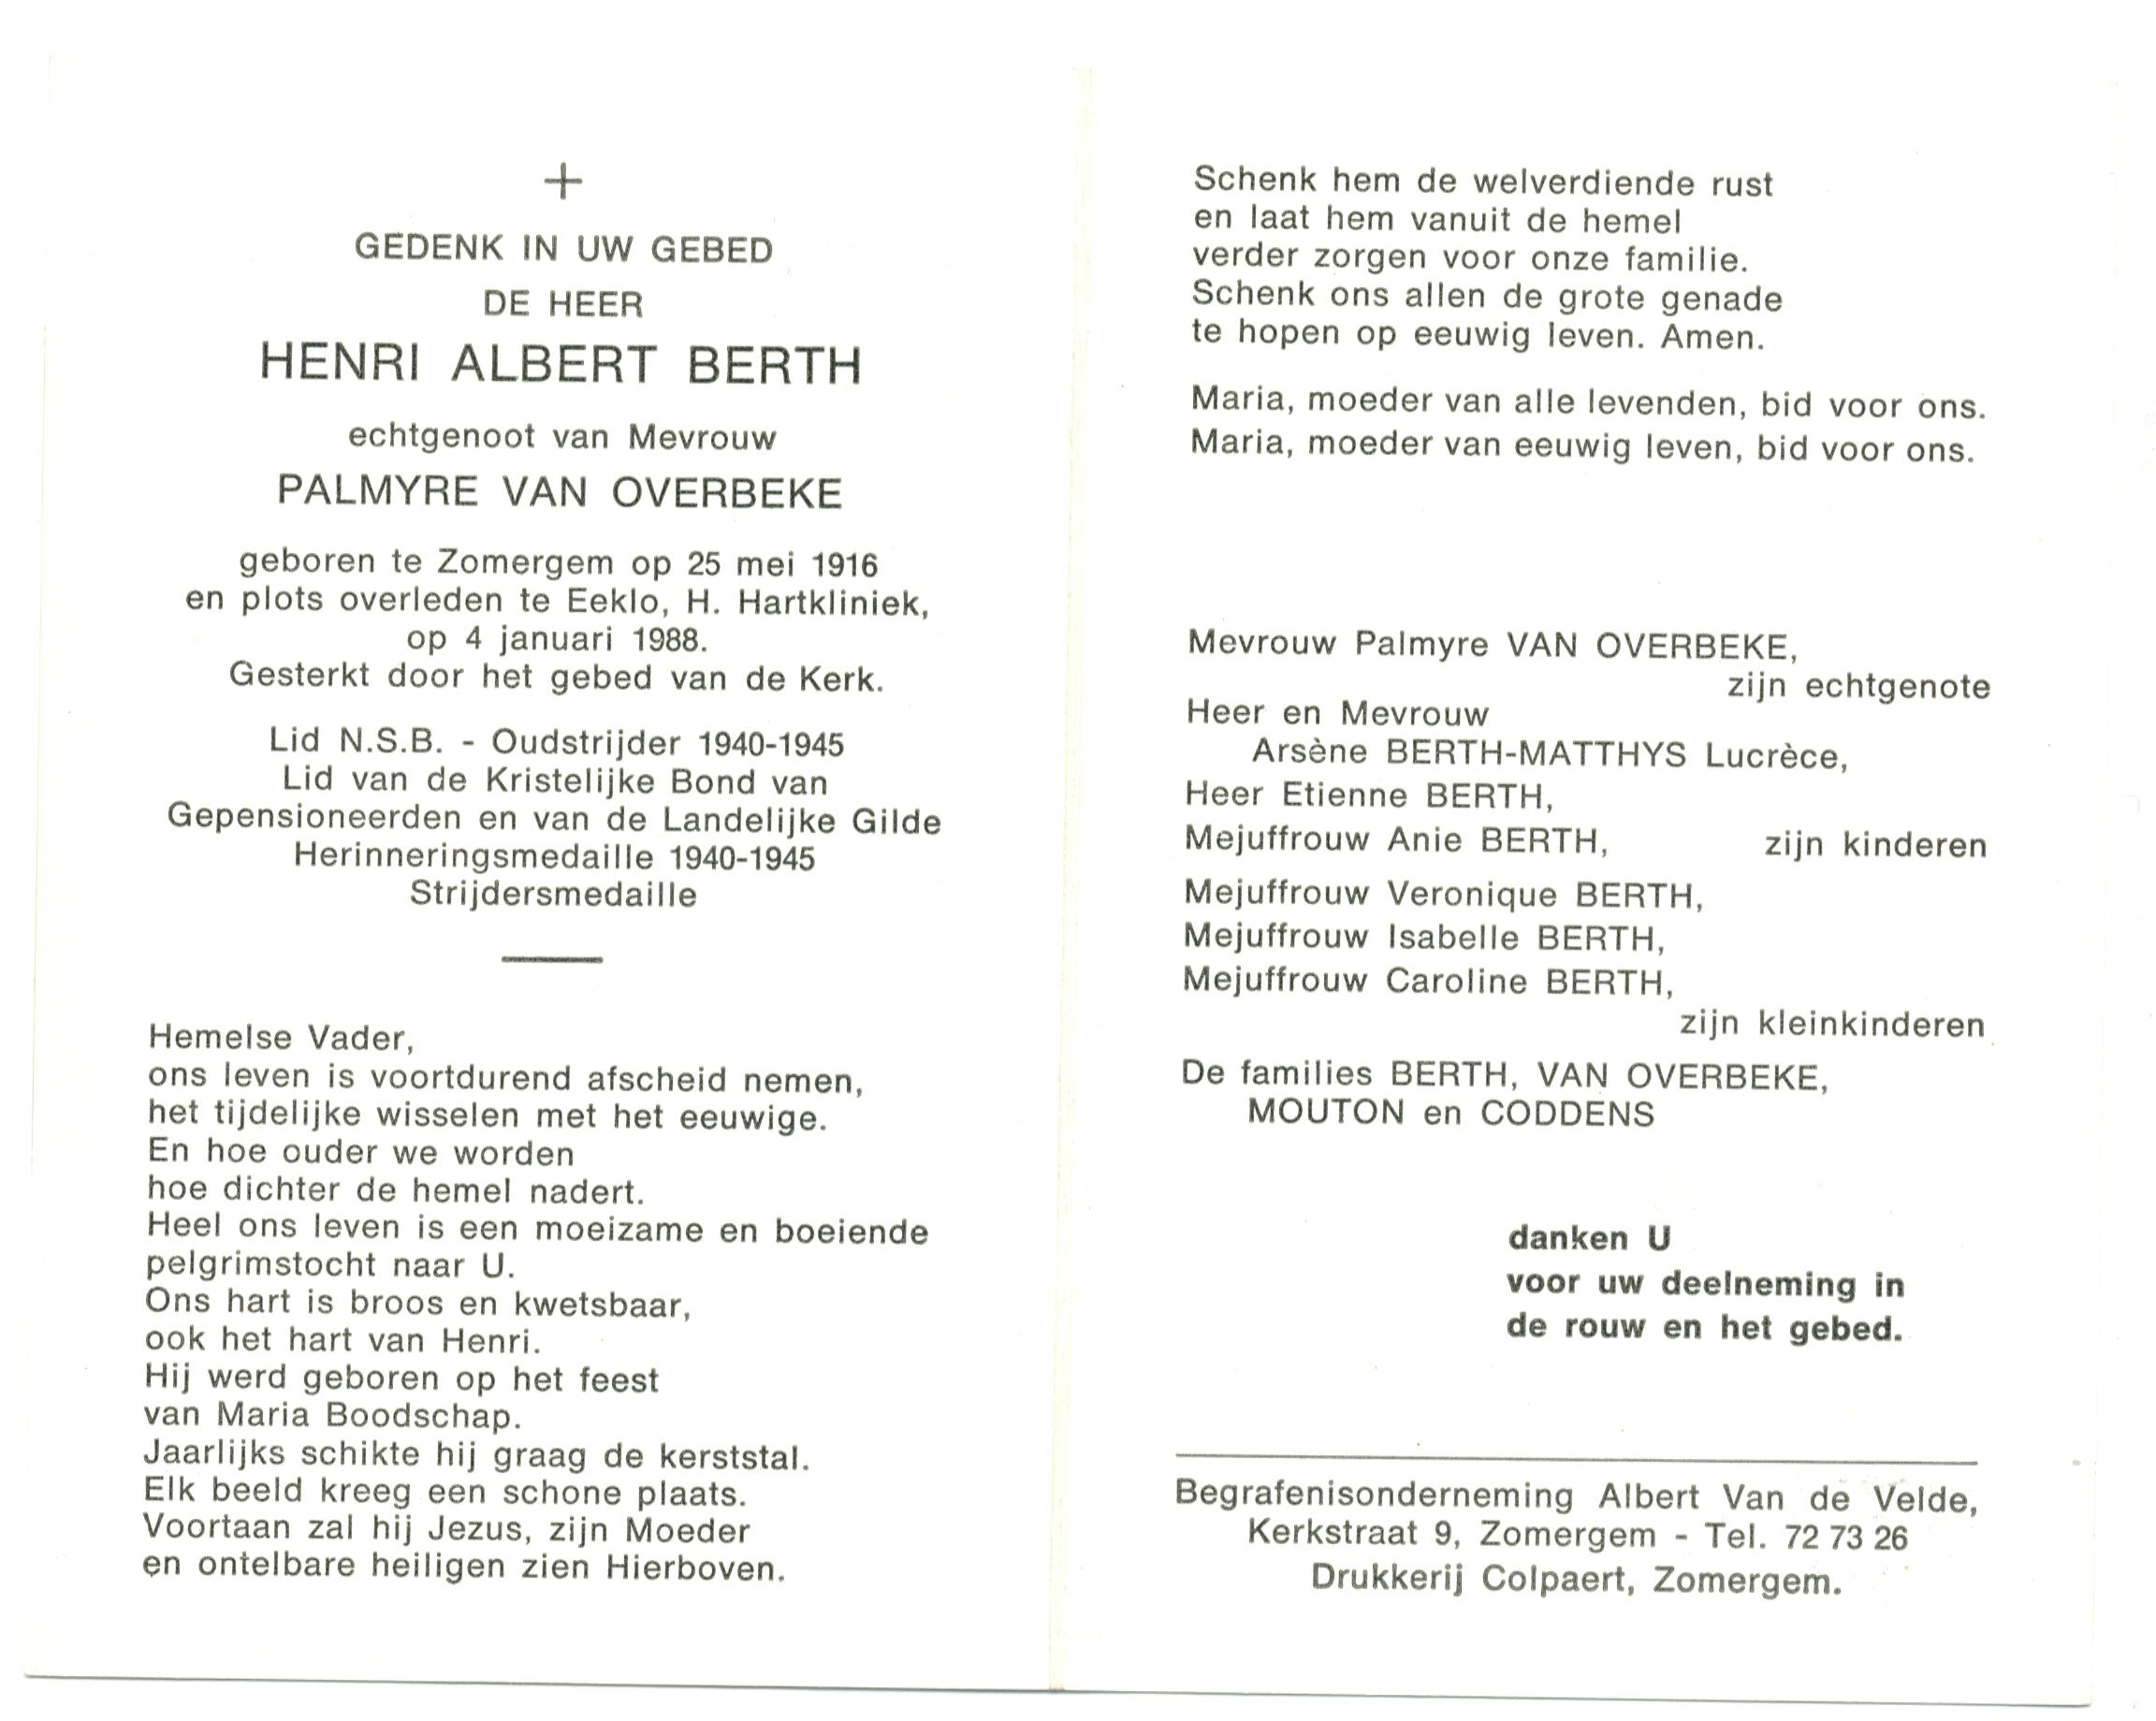 GEDENK IN UW GEBED
DE HEER
HENRI ALBERT BERTH
echtgenoot van Mevrouw
PALMYRE VAN OVERBEKE
geboren te Zomergem op 25 mei 1916
en plots overleden te Eeklo, H. Hartkliniek,
op 4 januari 1988.
Gesterkt door het gebed van de Kerk.
Lid N.S.B. - Oudstrijder 1940-1945
Lid van de Kristelijke Bond van
Gepensioneerden en van de Landelijke Gilde
Herinneringsmedaille 1940-1945
Strijdersmedaille
Hemelse Vader,
ons leven is voortdurend afscheid nemen,
het tijdelijke wisselen met het eeuwige.
En hoe ouder we worden
hoe dichter de hemel nadert.
Heel ons leven is een moeizame en boeiende
pelgrimstocht naar U.
Ons hart is broos en kwetsbaar,
ook het hart van Henri.
Hij werd geboren op het feest
van Maria Boodschap.
Jaarlijks schikte hij graag de kerststal.
Elk beeld kreeg een schone plaats.
Voortaan zal hij Jezus, zijn Moeder
en ontelbare heiligen zien Hierboven.
Schenk hem de welverdiende rust
en laat hem vanuit de hemel
verder zorgen voor onze familie.
Schenk ons allen de grote genade
te hopen op eeuwig leven. Amen.
Maria, moeder van alle levenden, bid voor ons.
Maria, moeder van eeuwig leven, bid voor ons.
Mevrouw Palmyre VAN OVERBEKE,
zijn echtgenote
Heer en Mevrouw
Arsène BERTH-MATTHYS Lucrèce,
Heer Etienne BERTH,
Mejuffrouw Anie BERTH, zijn kinderen
Mejuffrouw Veronique BERTH,
Mejuffrouw Isabelle BERTH,
Mejuffrouw Caroline BERTH,
zijn kleinkinderen
De families BERTH, VAN OVERBEKE,
MOUTON en CODDENS
danken U
voor uw deelneming in
de rouw en het gebed.
Begrafenisonderneming Albert Van de Velde,
Kerkstraat 9, Zomergem - Tel. 72 73 26
Drukkerij Colpaert, Zomergem.